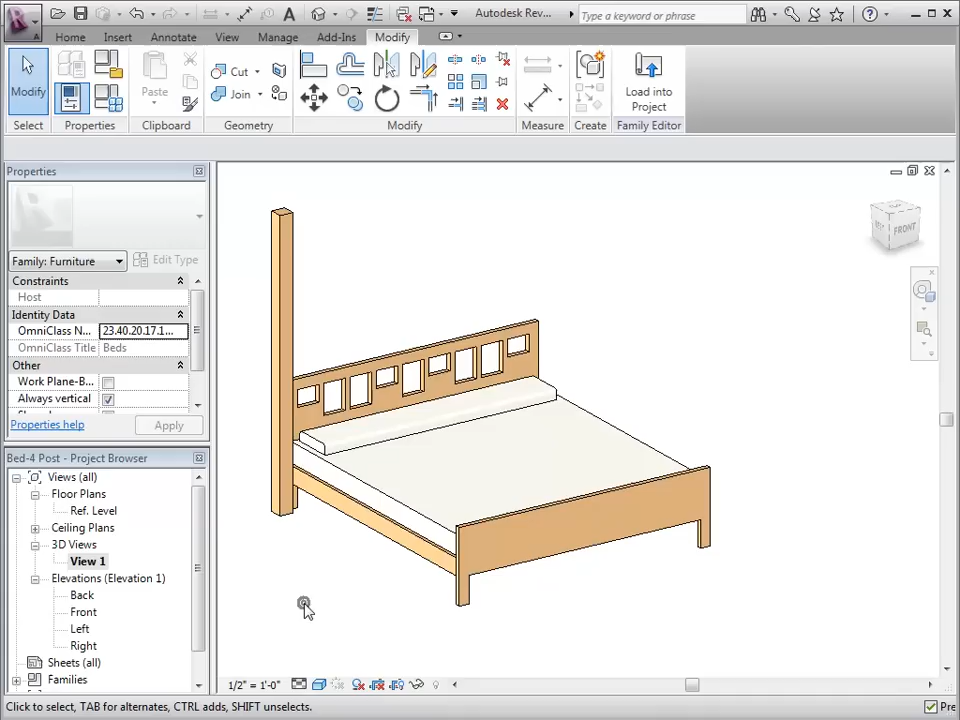 Autodesk Rev...
Type a keyword or phrase
Home
Insert
Annotate
View
Manage
Add-Ins
Modify
Modify
Paste
Cut
Join
Load into
Project
Select
Properties
Clipboard
Geometry
Modify
Measure
Create
Family Editor
Properties
Family: Furniture
Edit Type
Constraints
Host
Identity Data
OmniClass N... 23.40.20.17.1...
OmniClass Title Beds
Other
Work Plane-B...
Always vertical
Properties help
Apply
Bed-4 Post - Project Browser
Views (all)
Floor Plans
Ref. Level
Ceiling Plans
3D Views
View 1
Elevations (Elevation 1)
Back
Front
Left
Right
Sheets (all)
Families
FRONT
1/2" = 1'-0"
Click to select, TAB for alternates, CTRL adds, SHIFT unselects.
Pre